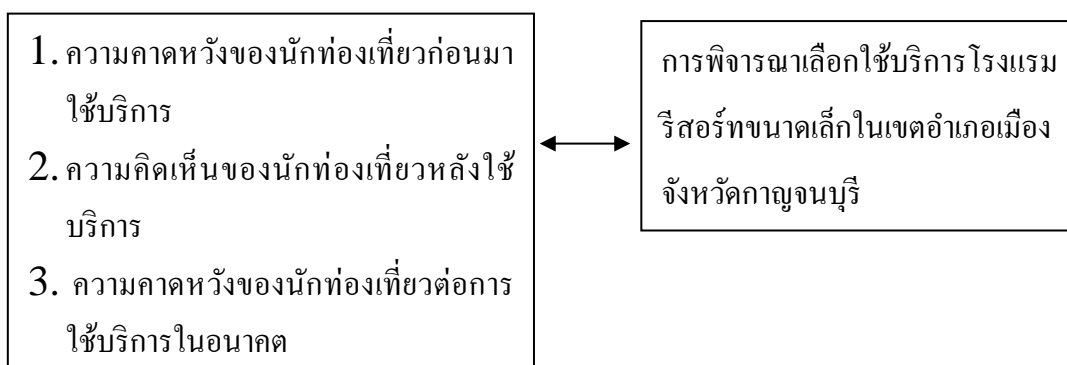 1. ความคาดหวังของนักท่องเที่ยวก่อนมา
ใช้บริการ
2. ความคิดเห็นของนักท่องเที่ยวหลังใช้
บริการ
3. ความคาดหวังของนักท่องเที่ยวต่อการ
ใช้บริการในอนาคต
การพิจารณาเลือกใช้บริการโรงแรม
รีสอร์ทขนาดเล็กในเขตอำเภอเมือง
จังหวัดกาญจนบุรี